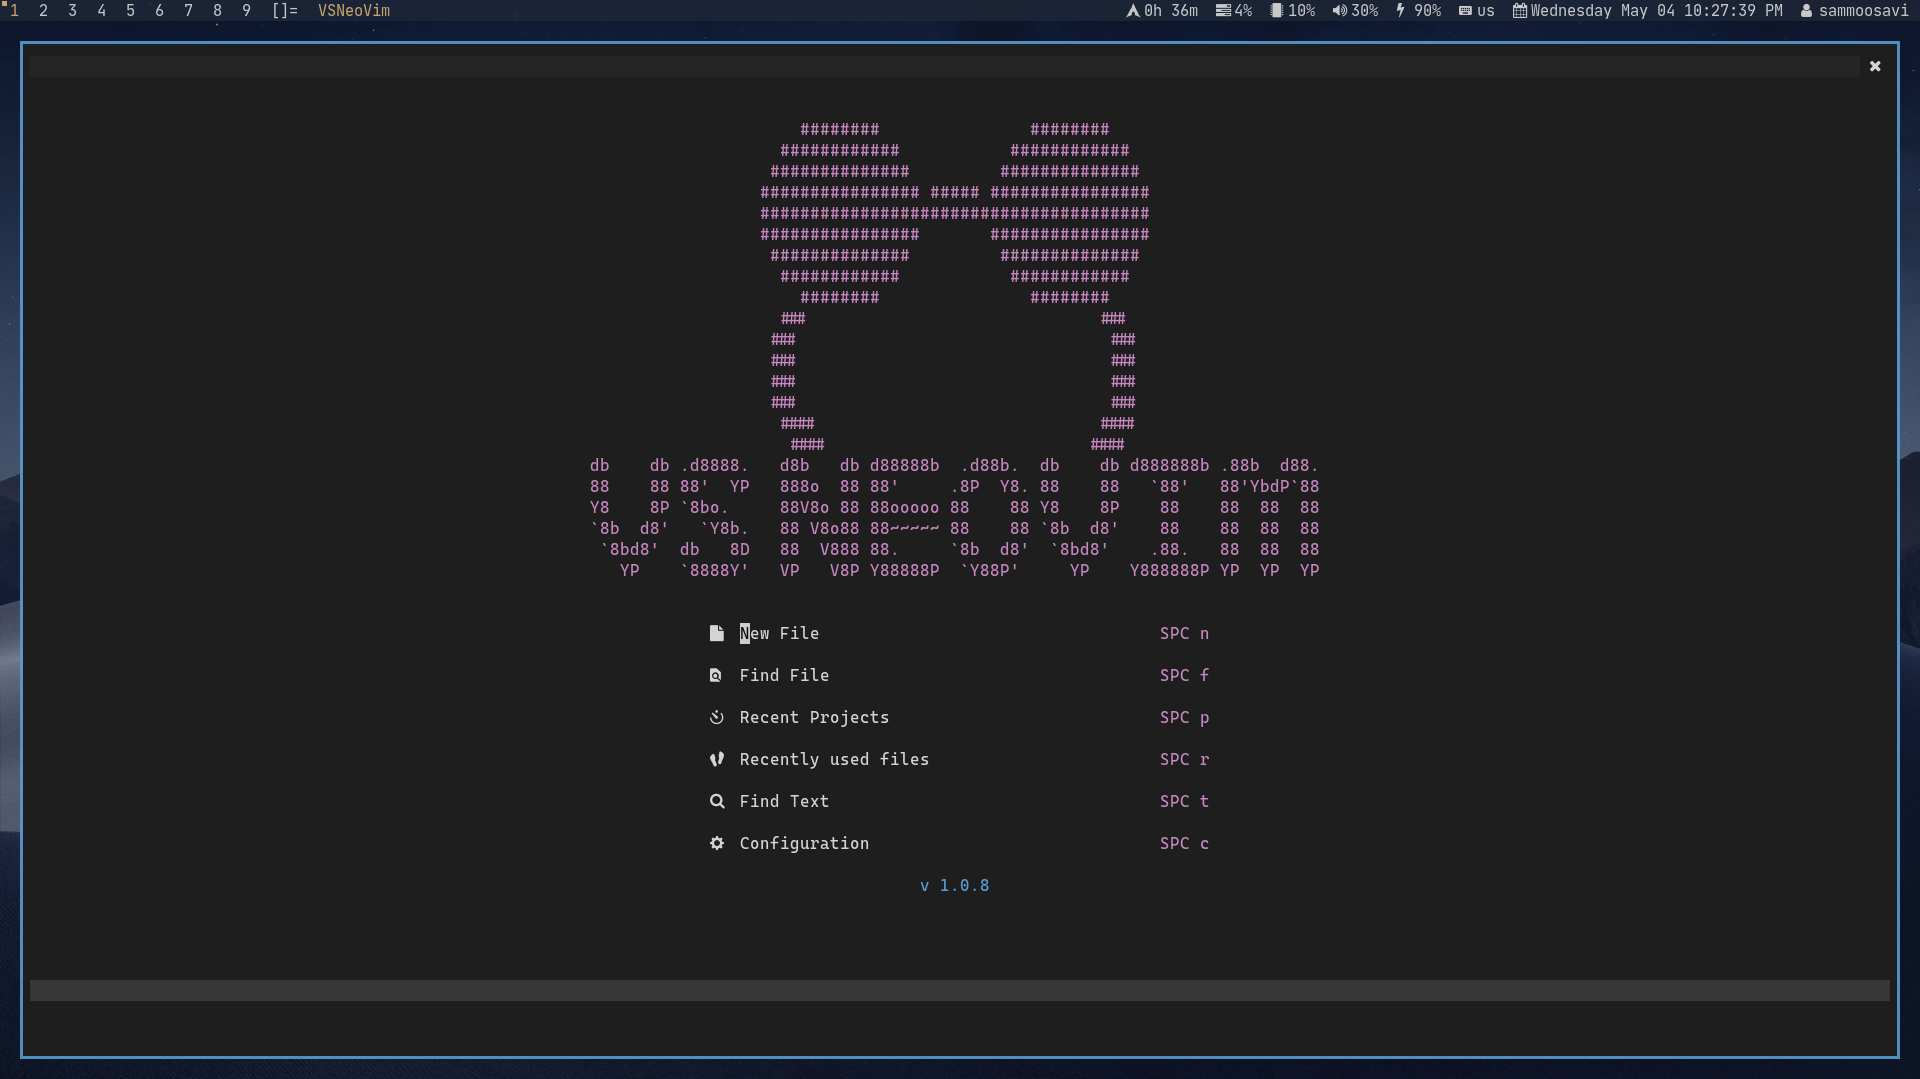 1 2 3 4 5 6 7 8 9 []= VSNeoVim 0h 36m 4% 10% 30% 90% us Wednesday May 04 10:27:39 PM sammoosavi
########               ########
############           ############
##############         ##############
################ ##### ################
#######################################
################       ################
##############         ##############
############           ############
########               ########
###                             ###
###                                ###
###                                ###
###                                ###
###                                ###
####                            ####
####                          ####
db    db .d8888.   d8b   db d88888b  .d88b.  db    db d888888b .88b  d88.
88    88 88'  YP   888o  88 88'     .8P  Y8. 88    88   `88'   88'YbdP`88
Y8    8P `8bo.     88V8o 88 88ooooo 88    88 Y8    8P    88    88  88  88
`8b  d8'   `Y8b.   88 V8o88 88~~~~~ 88    88 `8b  d8'    88    88  88  88
`8bd8'  db   8D   88  V888 88.     `8b  d8'  `8bd8'    .88.   88  88  88
YP    `8888Y'   VP   V8P Y88888P  `Y88P'     YP    Y888888P YP  YP  YP
New File SPC n
Find File SPC f
Recent Projects SPC p
Recently used files SPC r
Find Text SPC t
Configuration SPC c
v 1.0.8